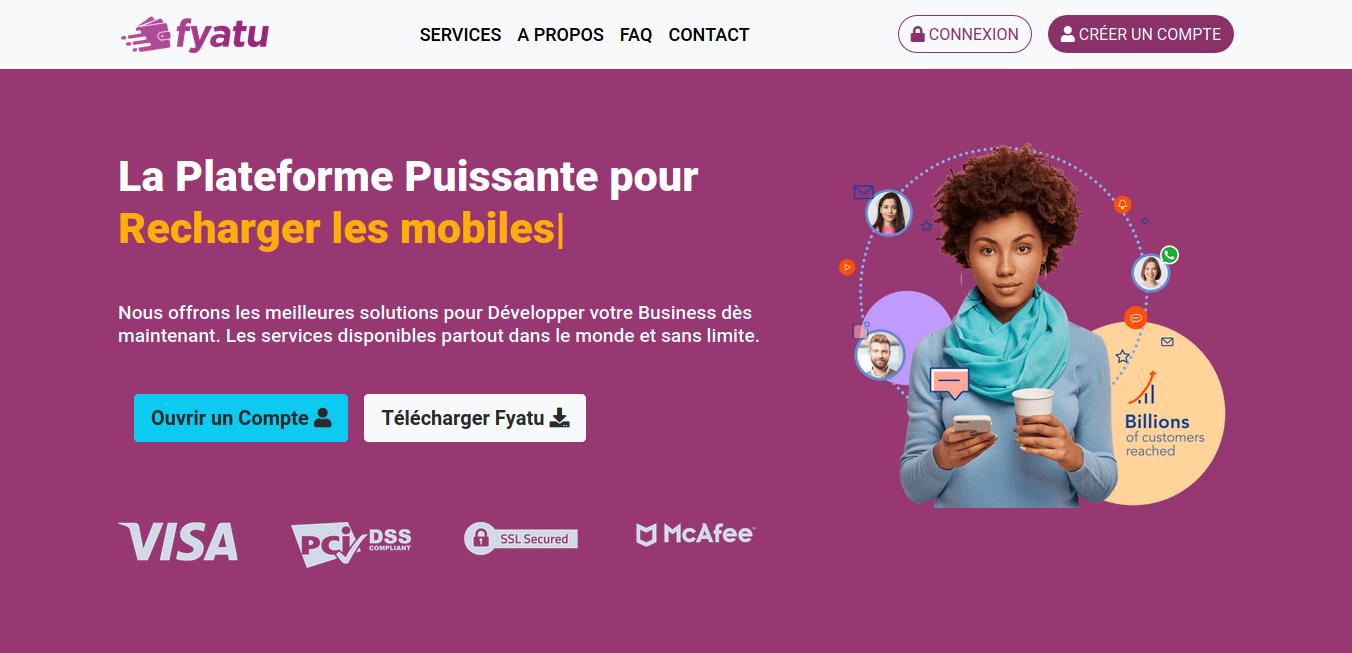 fyatu
SERVICES A PROPOS FAQ CONTACT
CONNEXION
CRÉER UN COMPTE
La Plateforme Puissante pour
Recharger les mobiles|
Nous offrons les meilleures solutions pour Développer votre Business dès
maintenant. Les services disponibles partout dans le monde et sans limite.
Ouvrir un Compte
Télécharger Fyatu
VISA
PCI DSS
COMPLIANT
SSL Secured
McAfee™
Billions
of customers
reached